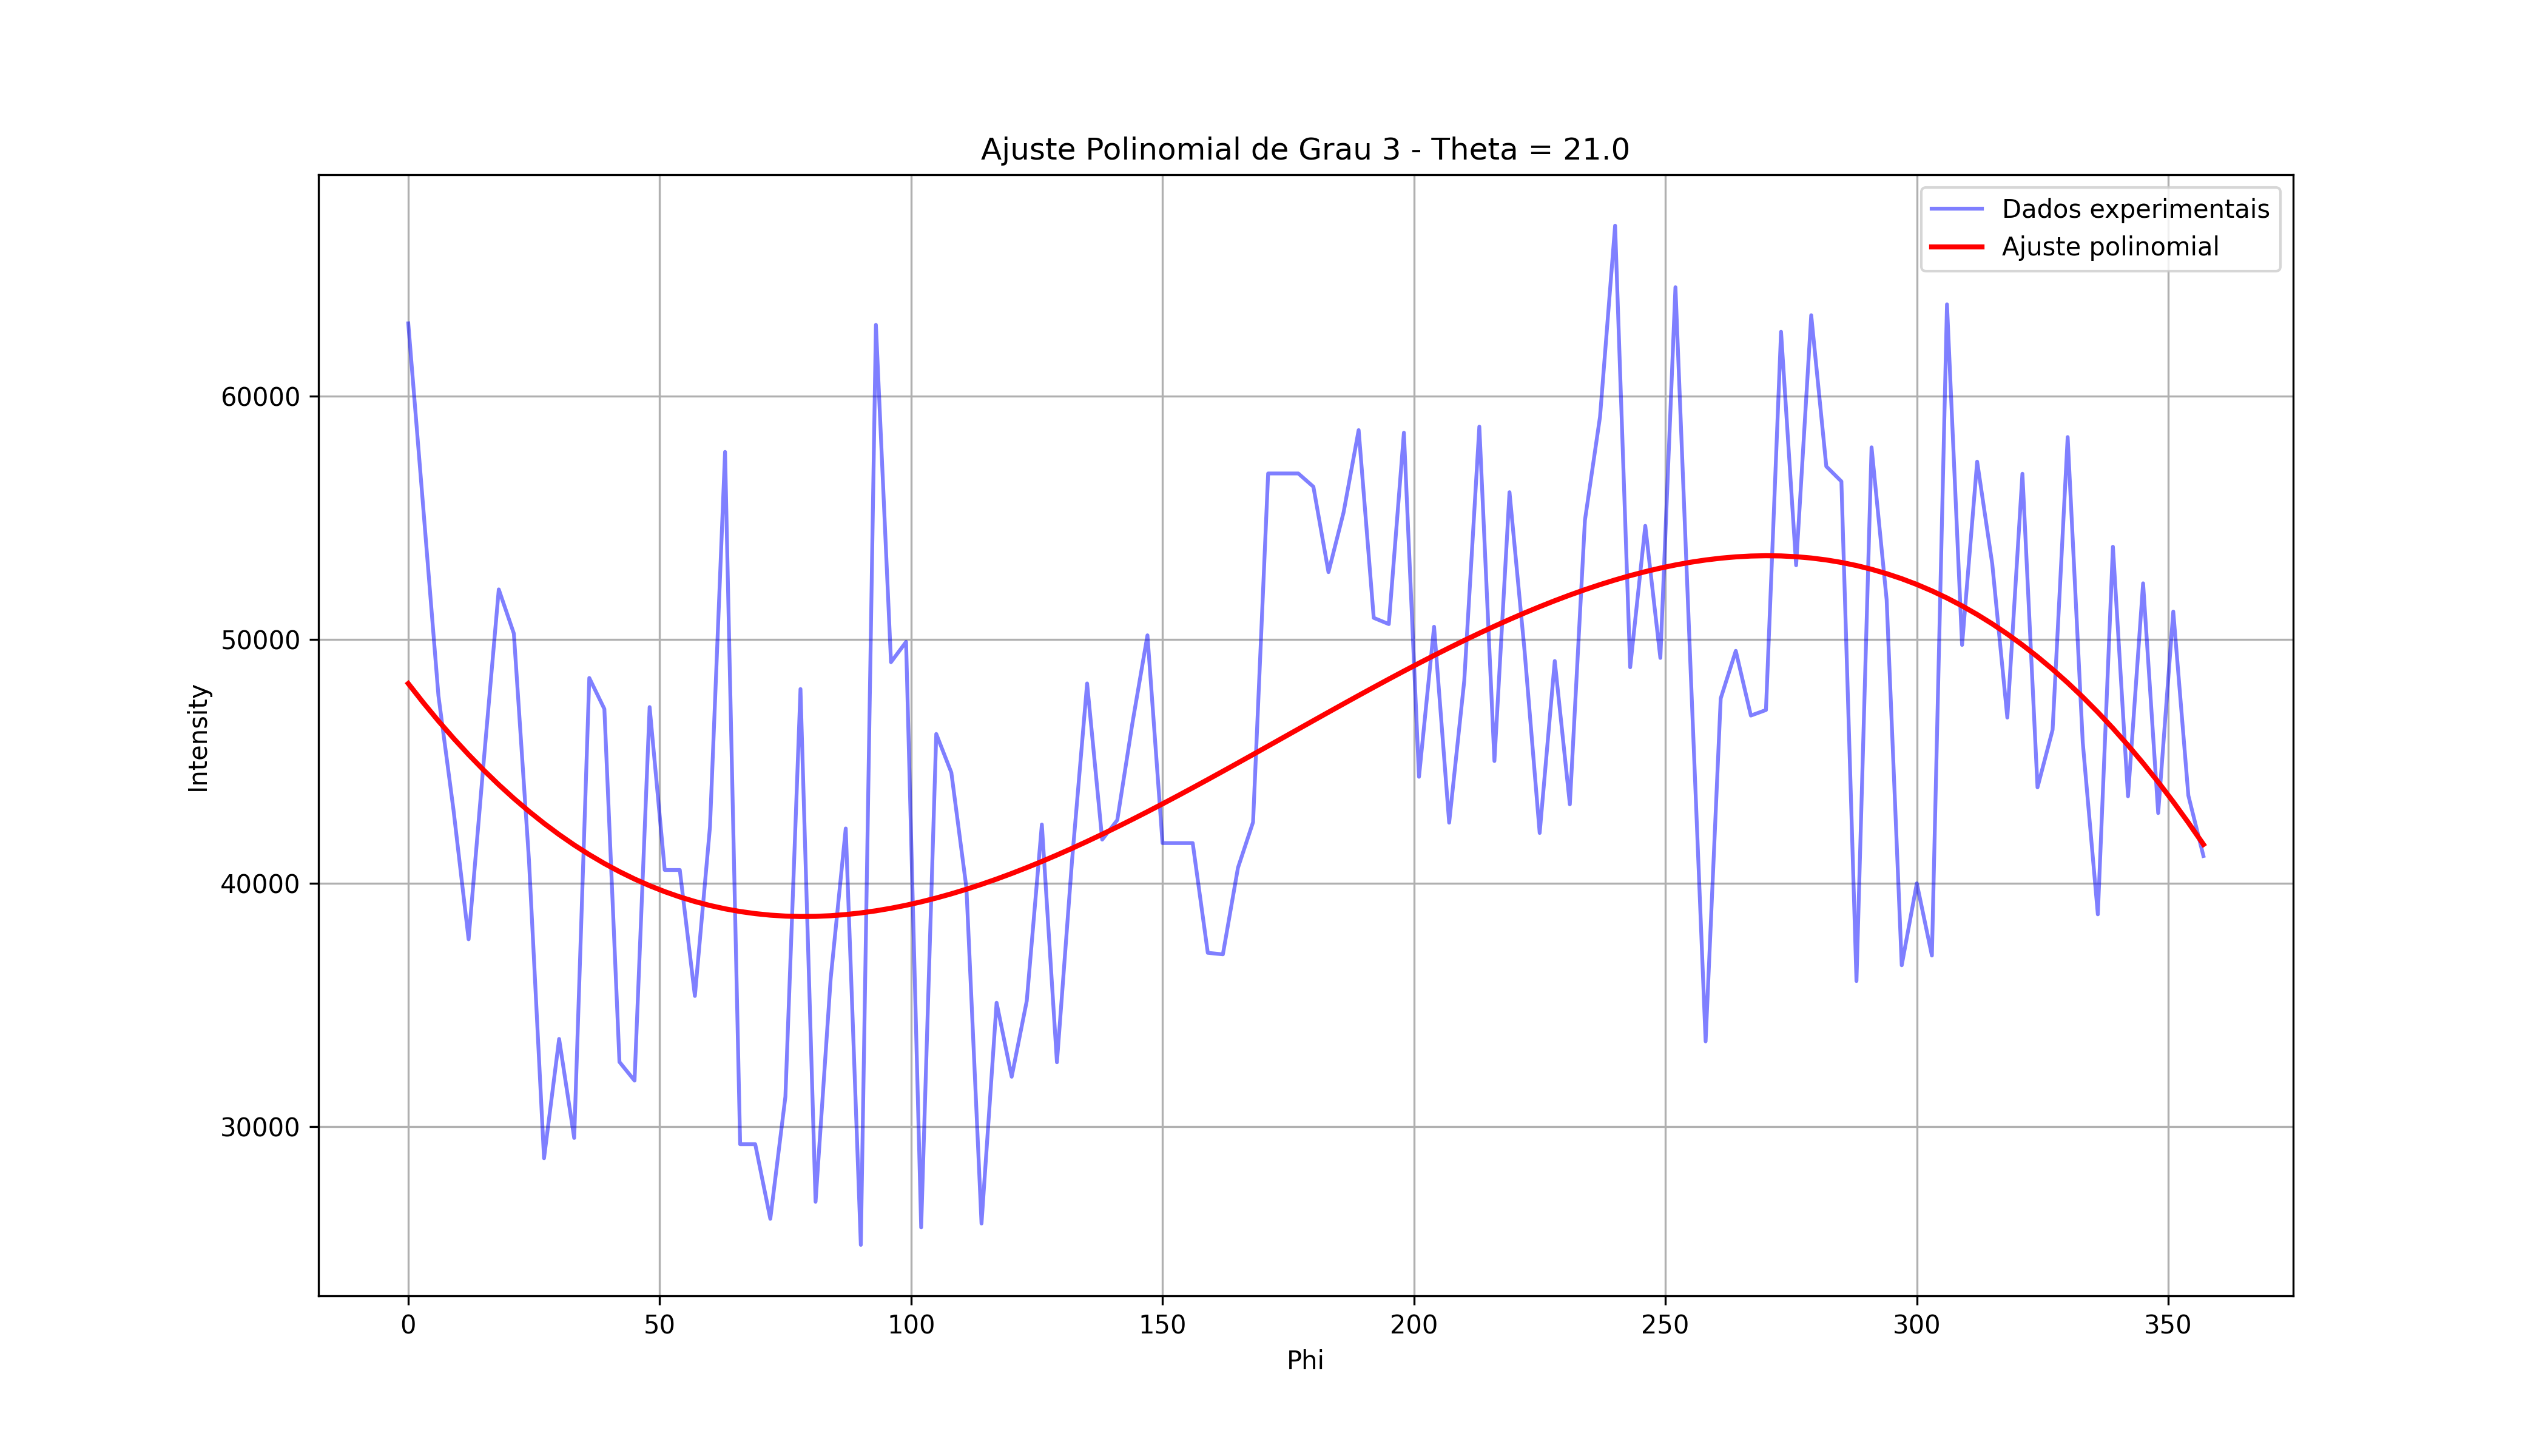 Ajuste Polinomial de Grau 3 - Theta = 21.0
Dados experimentais
Ajuste polinomial
Intensity
60000
50000
40000
30000
0 50 100 150 200 250 300 350
Phi